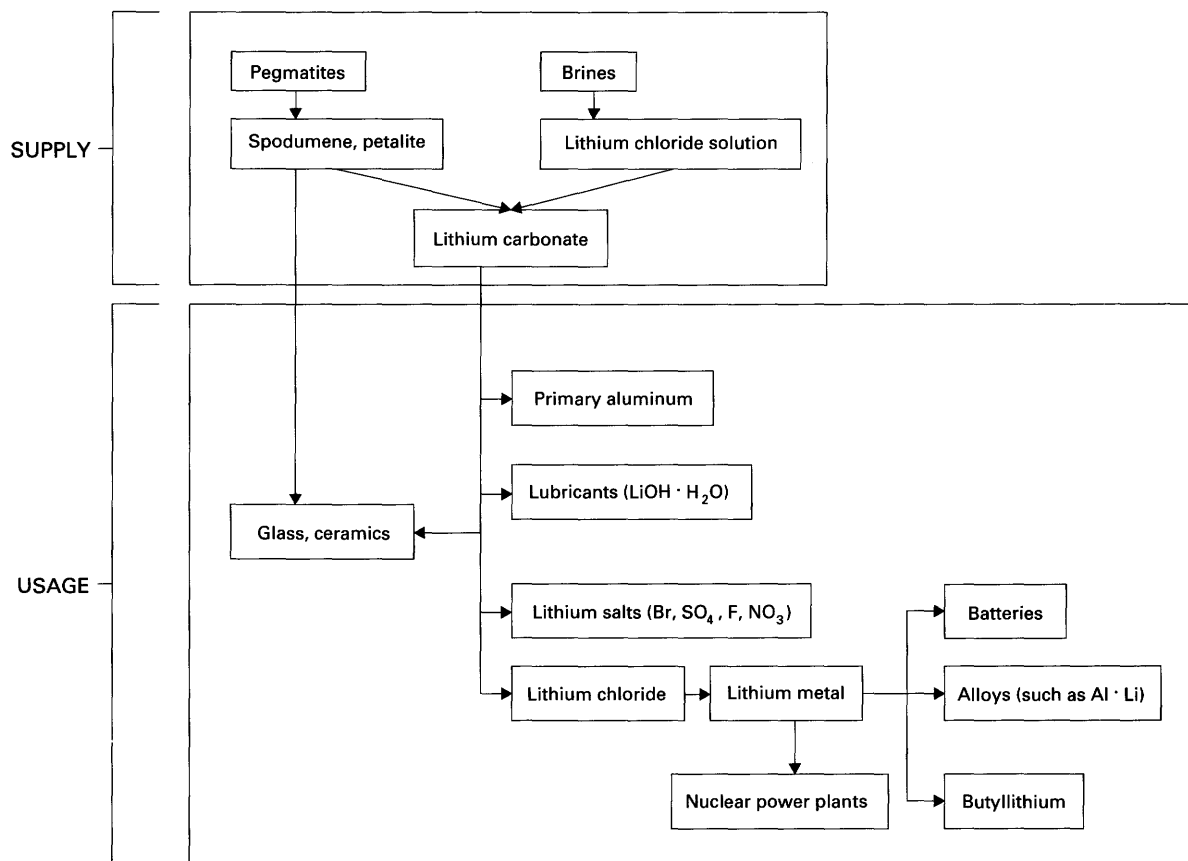 SUPPLY
Pegmatites
Brines
Spodumene, petalite
Lithium chloride solution
Lithium carbonate
USAGE
Primary aluminum
Lubricants (LiOH · H₂O)
Glass, ceramics
Lithium salts (Br, SO₄, F, NO₃)
Batteries
Lithium chloride
Lithium metal
Alloys (such as Al · Li)
Nuclear power plants
Butyllithium